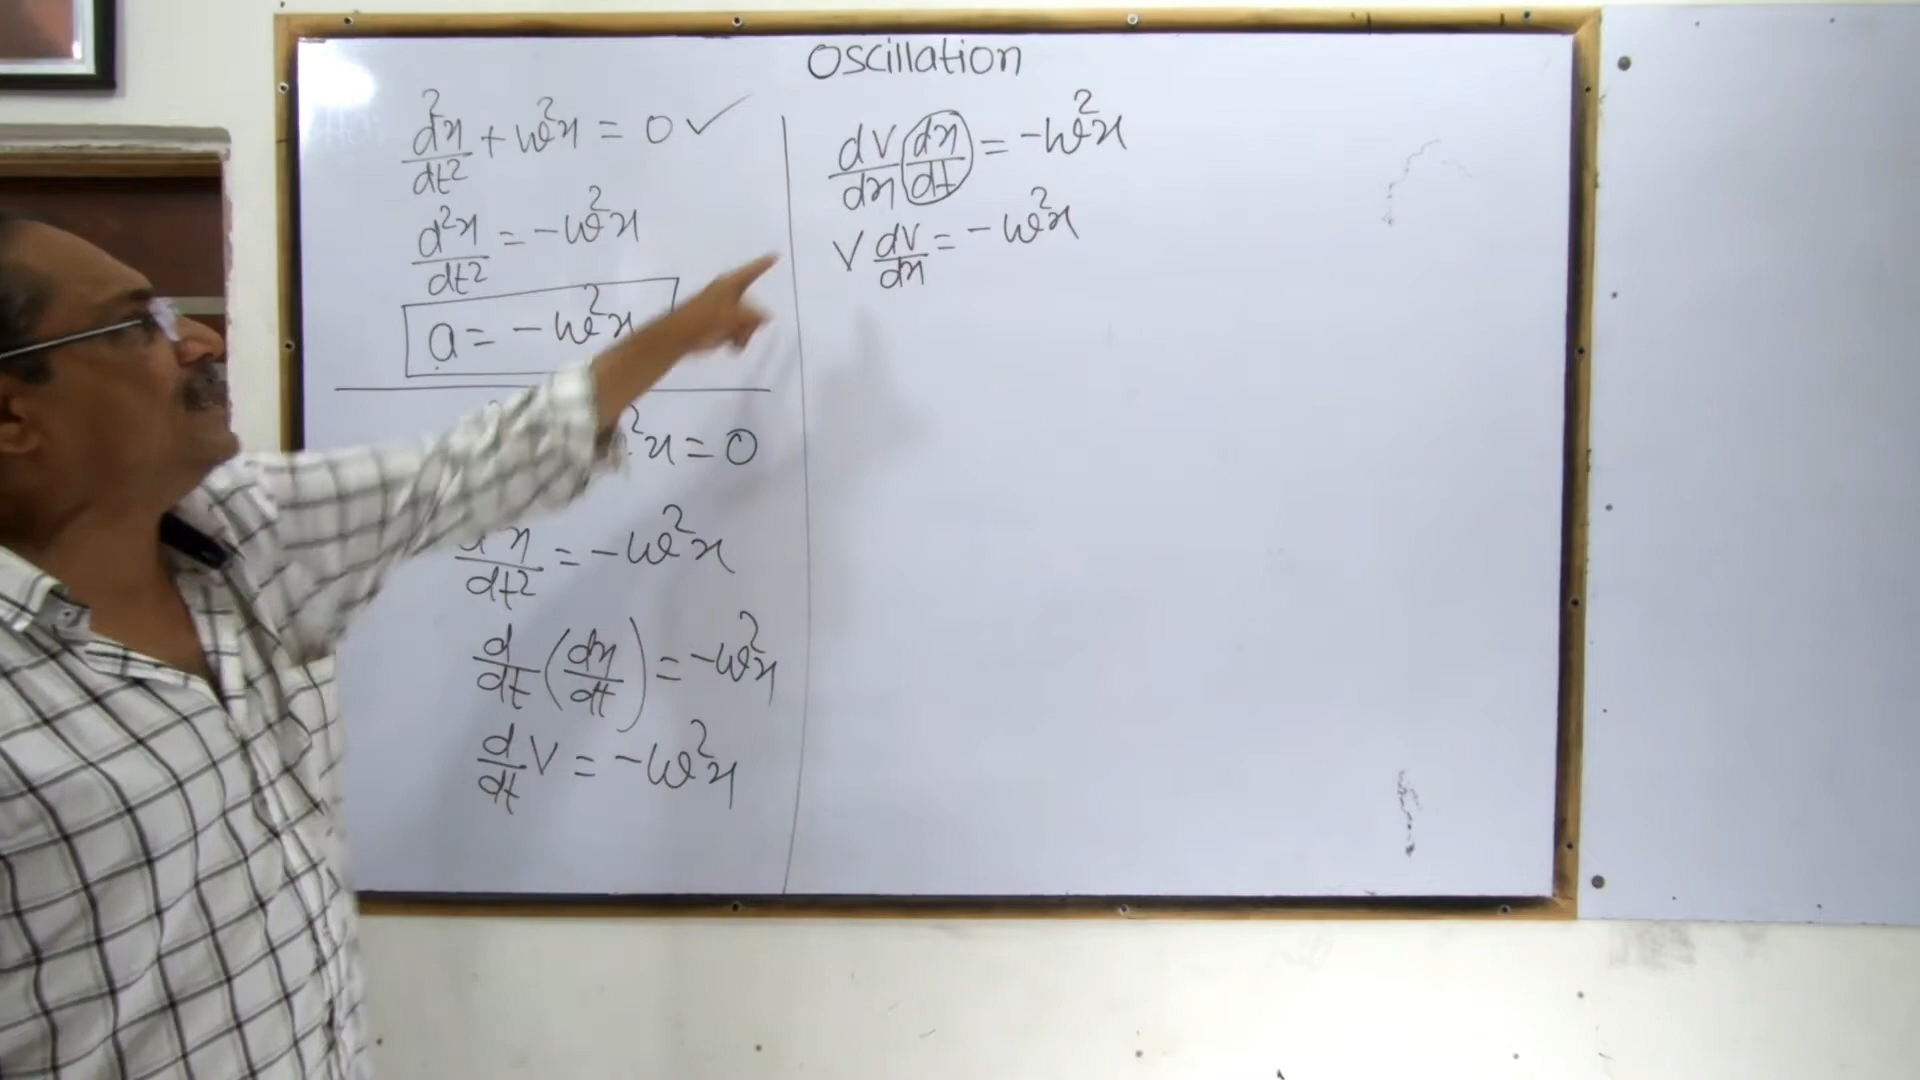 Oscillation
d²x/dt² + ω²x = 0 ✓
d²x/dt² = -ω²x
a = -ω²x
²x = 0
x/dt² = -ω²x
d/dt (dx/dt) = -ω²x
d/dt V = -ω²x
dV/dx dx/dt = -ω²x
V dV/dx = -ω²x